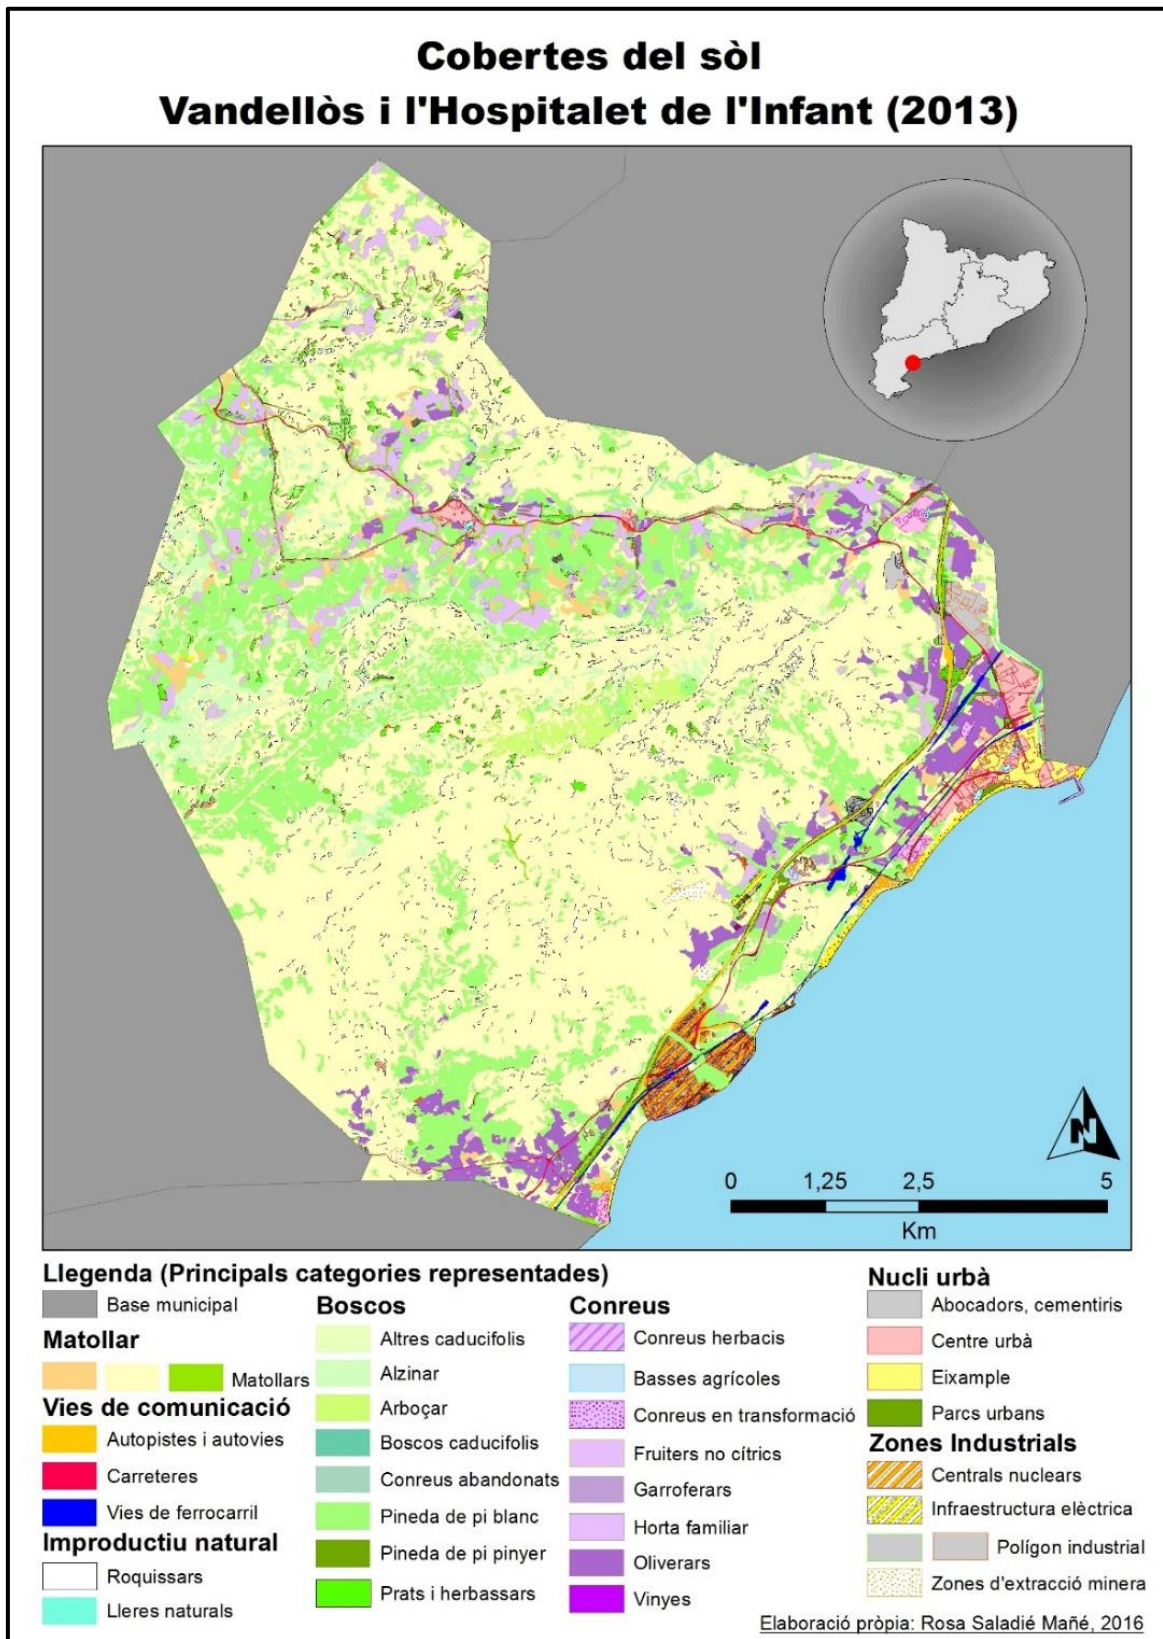 Cobertes del sòl
Vandellòs i l'Hospitalet de l'Infant (2013)
N
0 1,25 2,5 5
Km
Llegenda (Principals categories representades)
Base municipal
Matollar
Matollars
Vies de comunicació
Autopistes i autovies
Carreteres
Vies de ferrocarril
Improductiu natural
Roquissars
Lleres naturals
Boscos
Altres caducifolis
Alzinar
Arboçar
Boscos caducifolis
Conreus abandonats
Pineda de pi blanc
Pineda de pi pinyer
Prats i herbassars
Conreus
Conreus herbacis
Basses agrícoles
Conreus en transformació
Fruiters no cítrics
Garroferars
Horta familiar
Oliverars
Vinyes
Nucli urbà
Abocadors, cementiris
Centre urbà
Eixample
Parcs urbans
Zones Industrials
Centrals nuclears
Infraestructura elèctrica
Polígon industrial
Zones d'extracció minera
Elaboració pròpia: Rosa Saladié Mañé, 2016